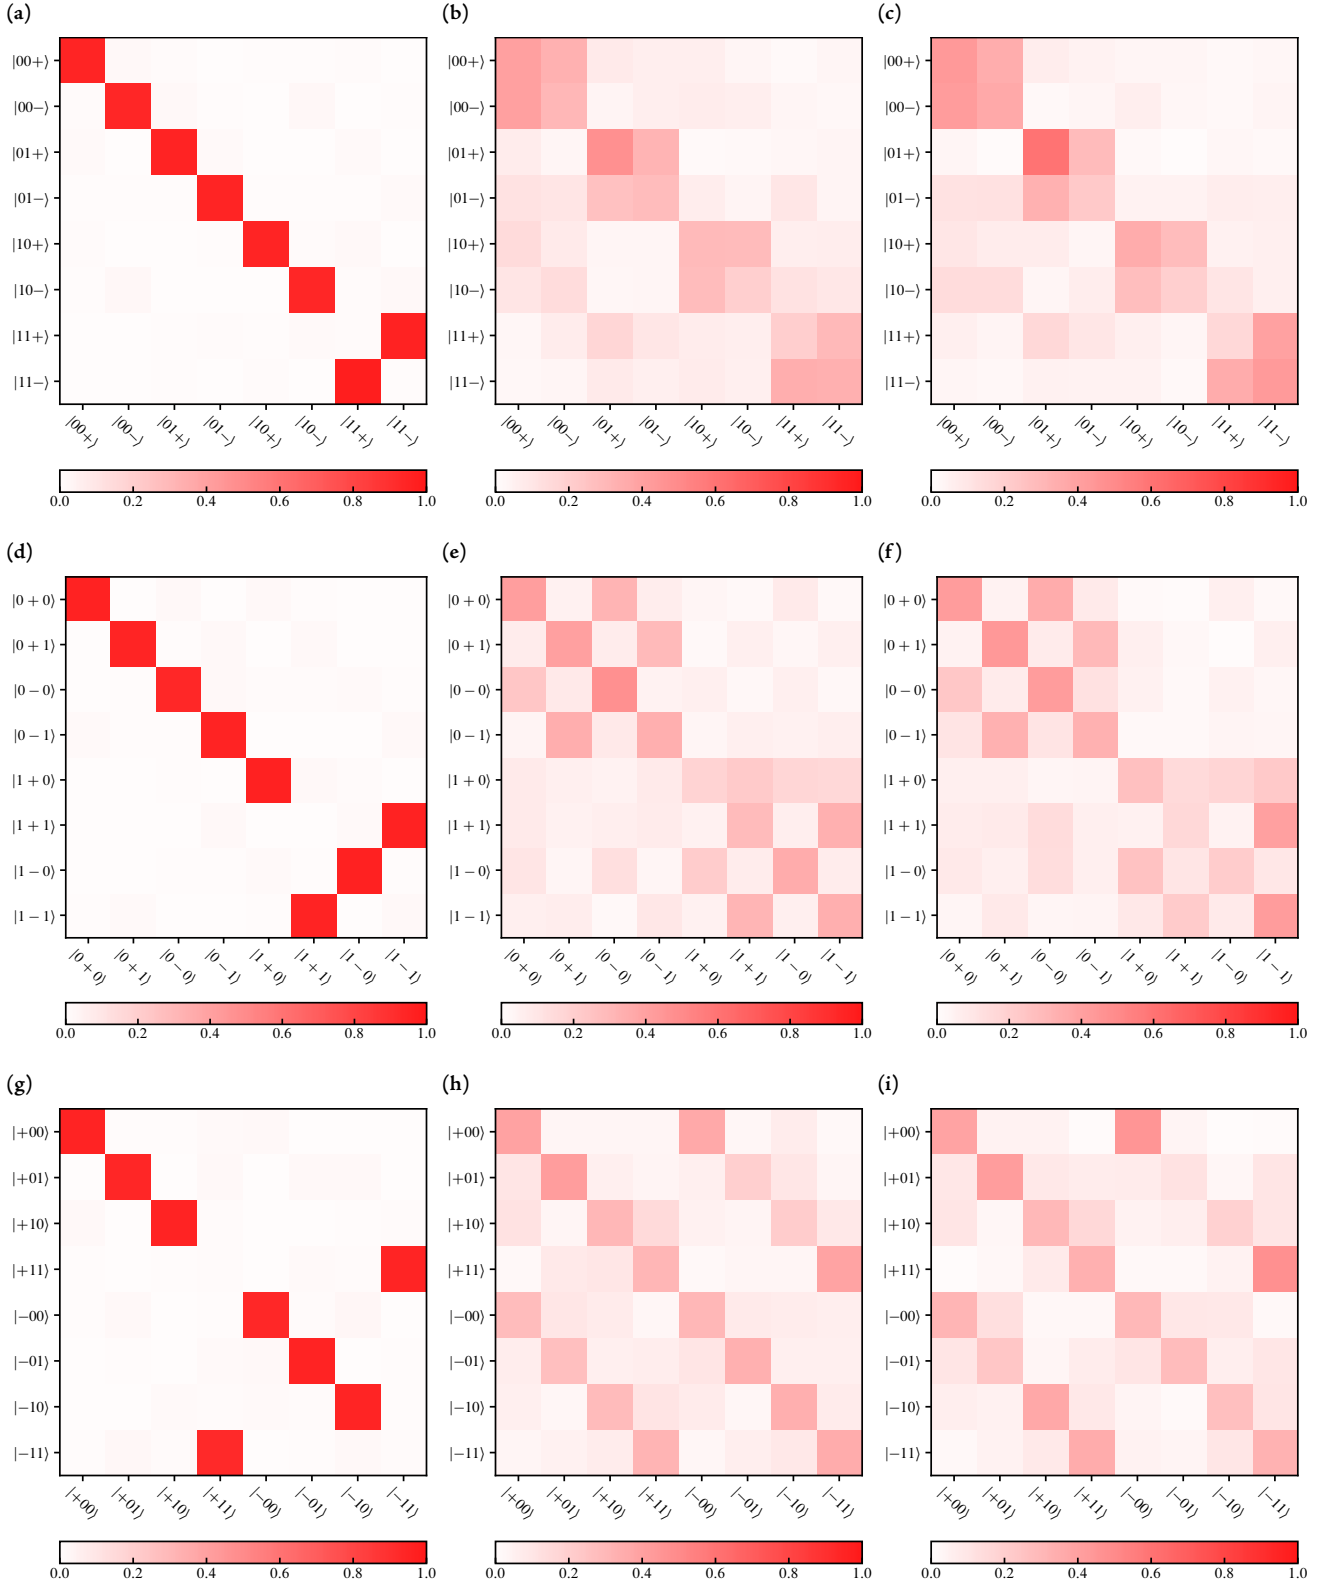 (a) (b) (c)
|00+⟩ |00+⟩ |00+⟩
|00−⟩ |00−⟩ |00−⟩
|01+⟩ |01+⟩ |01+⟩
|01−⟩ |01−⟩ |01−⟩
|10+⟩ |10+⟩ |10+⟩
|10−⟩ |10−⟩ |10−⟩
|11+⟩ |11+⟩ |11+⟩
|11−⟩ |11−⟩ |11−⟩
|00+⟩ |00−⟩ |01+⟩ |01−⟩ |10+⟩ |10−⟩ |11+⟩ |11−⟩ |00+⟩ |00−⟩ |01+⟩ |01−⟩ |10+⟩ |10−⟩ |11+⟩ |11−⟩ |00+⟩ |00−⟩ |01+⟩ |01−⟩ |10+⟩ |10−⟩ |11+⟩ |11−⟩
0.0 0.2 0.4 0.6 0.8 1.0 0.0 0.2 0.4 0.6 0.8 1.0 0.0 0.2 0.4 0.6 0.8 1.0
(d) (e) (f)
|0 + 0⟩ |0 + 0⟩ |0 + 0⟩
|0 + 1⟩ |0 + 1⟩ |0 + 1⟩
|0 − 0⟩ |0 − 0⟩ |0 − 0⟩
|0 − 1⟩ |0 − 1⟩ |0 − 1⟩
|1 + 0⟩ |1 + 0⟩ |1 + 0⟩
|1 + 1⟩ |1 + 1⟩ |1 + 1⟩
|1 − 0⟩ |1 − 0⟩ |1 − 0⟩
|1 − 1⟩ |1 − 1⟩ |1 − 1⟩
|0 + 0⟩ |0 + 1⟩ |0 − 0⟩ |0 − 1⟩ |1 + 0⟩ |1 + 1⟩ |1 − 0⟩ |1 − 1⟩ |0 + 0⟩ |0 + 1⟩ |0 − 0⟩ |0 − 1⟩ |1 + 0⟩ |1 + 1⟩ |1 − 0⟩ |1 − 1⟩ |0 + 0⟩ |0 + 1⟩ |0 − 0⟩ |0 − 1⟩ |1 + 0⟩ |1 + 1⟩ |1 − 0⟩ |1 − 1⟩
0.0 0.2 0.4 0.6 0.8 1.0 0.0 0.2 0.4 0.6 0.8 1.0 0.0 0.2 0.4 0.6 0.8 1.0
(g) (h) (i)
|+00⟩ |+00⟩ |+00⟩
|+01⟩ |+01⟩ |+01⟩
|+10⟩ |+10⟩ |+10⟩
|+11⟩ |+11⟩ |+11⟩
|−00⟩ |−00⟩ |−00⟩
|−01⟩ |−01⟩ |−01⟩
|−10⟩ |−10⟩ |−10⟩
|−11⟩ |−11⟩ |−11⟩
|+00⟩ |+01⟩ |+10⟩ |+11⟩ |−00⟩ |−01⟩ |−10⟩ |−11⟩ |+00⟩ |+01⟩ |+10⟩ |+11⟩ |−00⟩ |−01⟩ |−10⟩ |−11⟩ |+00⟩ |+01⟩ |+10⟩ |+11⟩ |−00⟩ |−01⟩ |−10⟩ |−11⟩
0.0 0.2 0.4 0.6 0.8 1.0 0.0 0.2 0.4 0.6 0.8 1.0 0.0 0.2 0.4 0.6 0.8 1.0